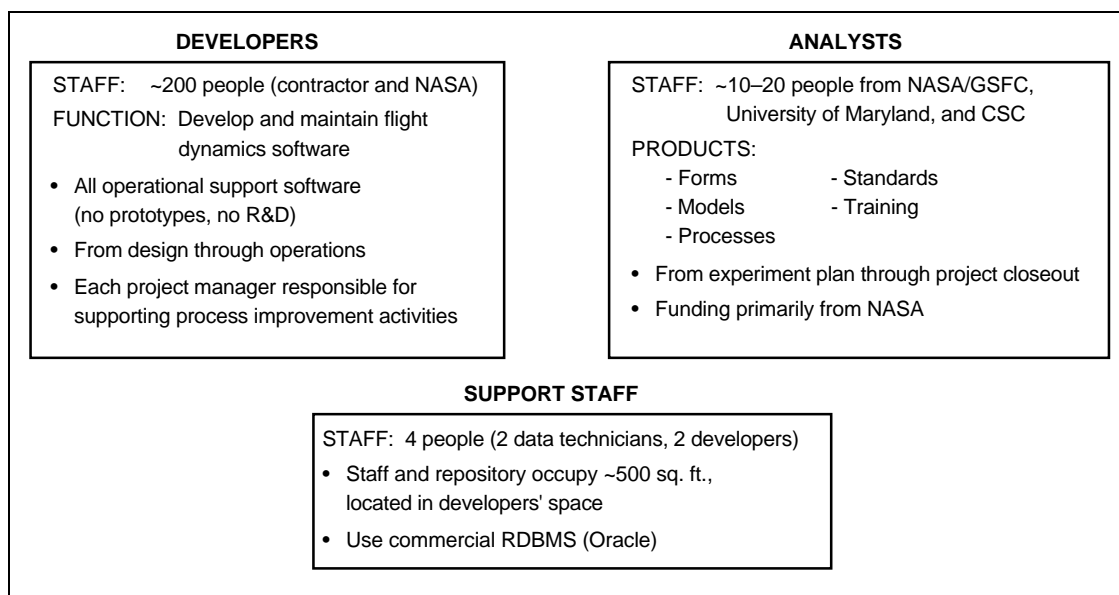 DEVELOPERS
STAFF: ~200 people (contractor and NASA)
FUNCTION: Develop and maintain flight
dynamics software
• All operational support software
(no prototypes, no R&D)
• From design through operations
• Each project manager responsible for
supporting process improvement activities
ANALYSTS
STAFF: ~10–20 people from NASA/GSFC,
University of Maryland, and CSC
PRODUCTS:
- Forms - Standards
- Models - Training
- Processes
• From experiment plan through project closeout
• Funding primarily from NASA
SUPPORT STAFF
STAFF: 4 people (2 data technicians, 2 developers)
• Staff and repository occupy ~500 sq. ft.,
located in developers' space
• Use commercial RDBMS (Oracle)